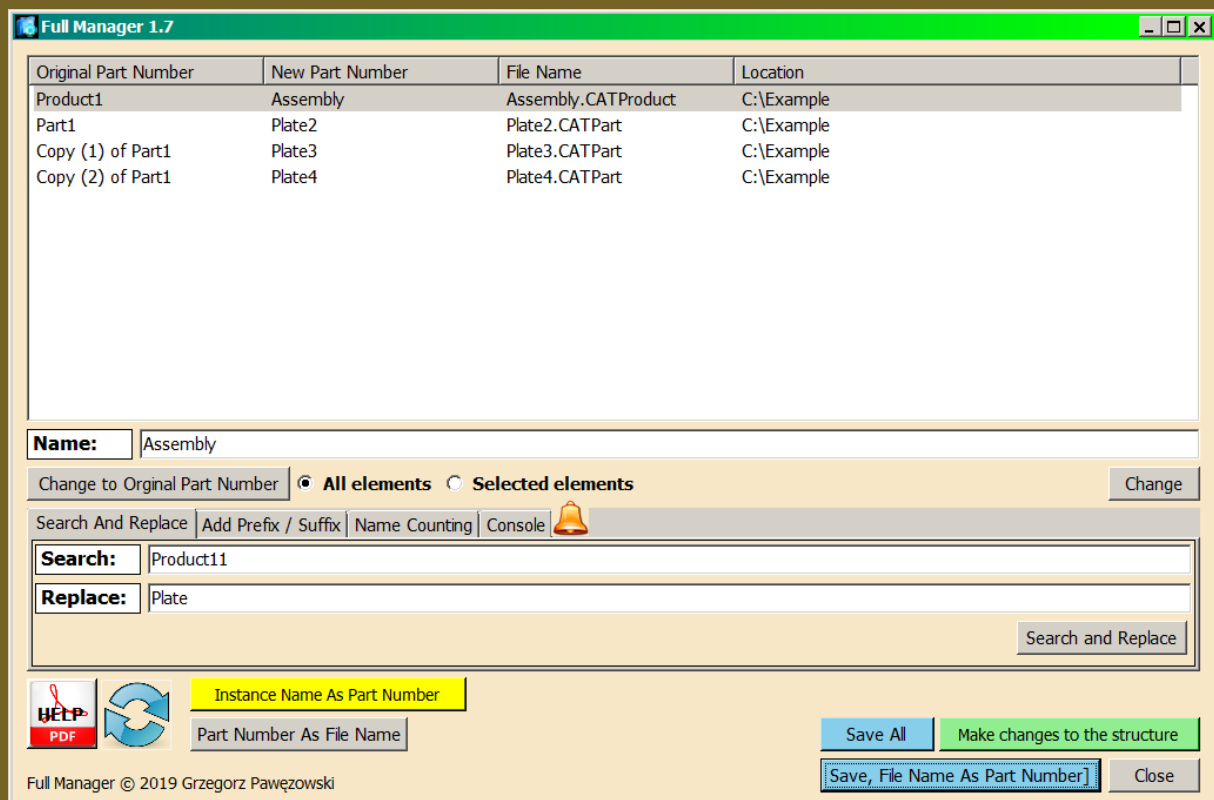 Full Manager 1.7
Original Part Number New Part Number File Name Location
Product1 Assembly Assembly.CATProduct C:\Example
Part1 Plate2 Plate2.CATPart C:\Example
Copy (1) of Part1 Plate3 Plate3.CATPart C:\Example
Copy (2) of Part1 Plate4 Plate4.CATPart C:\Example
Name: Assembly
Change to Orginal Part Number All elements Selected elements Change
Search And Replace Add Prefix / Suffix Name Counting Console
Search: Product11
Replace: Plate
Search and Replace
HELP
PDF
Instance Name As Part Number
Part Number As File Name
Save All Make changes to the structure
Save, File Name As Part Number] Close
Full Manager © 2019 Grzegorz Pawęzowski